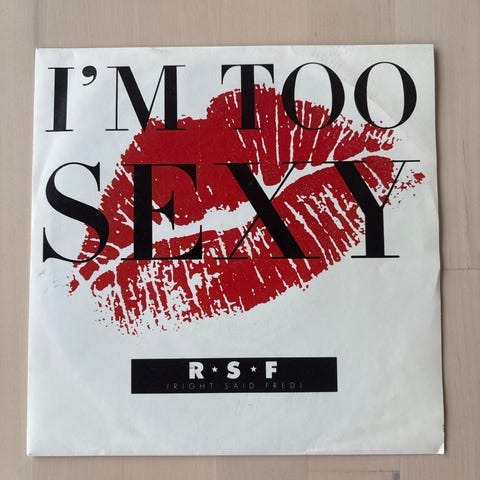 I'M TOO
SEXY
R★S★F
(RIGHT SAID FRED)